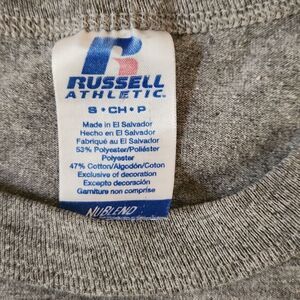 RUSSELL
ATHLETIC.
S • CH • P
Made in El Salvador
Hecho en El Salvador
Fabriqué au El Salvador
53% Polyester/Poliéster
Polyester
47% Cotton/Algodón/Coton
Exclusive of decoration
Excepto decoración
Garniture non comprise
NUBLEND